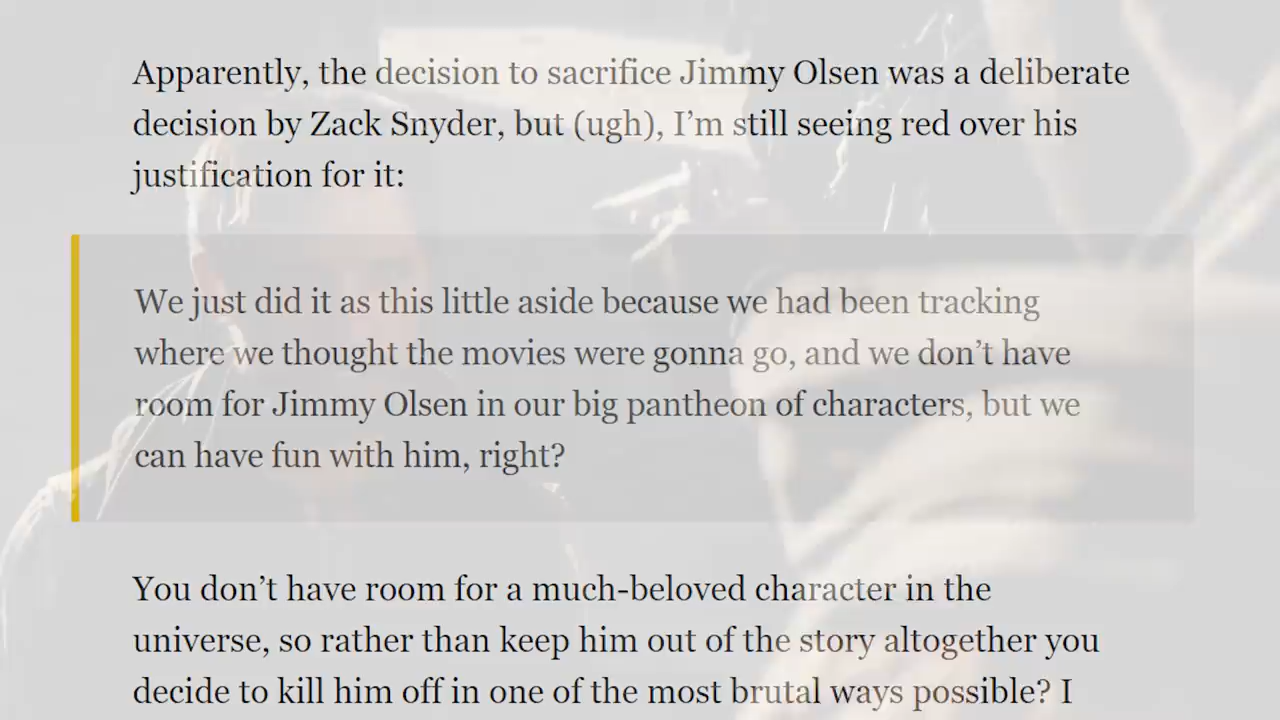 Apparently, the decision to sacrifice Jimmy Olsen was a deliberate
decision by Zack Snyder, but (ugh), I’m still seeing red over his
justification for it:
We just did it as this little aside because we had been tracking
where we thought the movies were gonna go, and we don’t have
room for Jimmy Olsen in our big pantheon of characters, but we
can have fun with him, right?
You don’t have room for a much-beloved character in the
universe, so rather than keep him out of the story altogether you
decide to kill him off in one of the most brutal ways possible? I